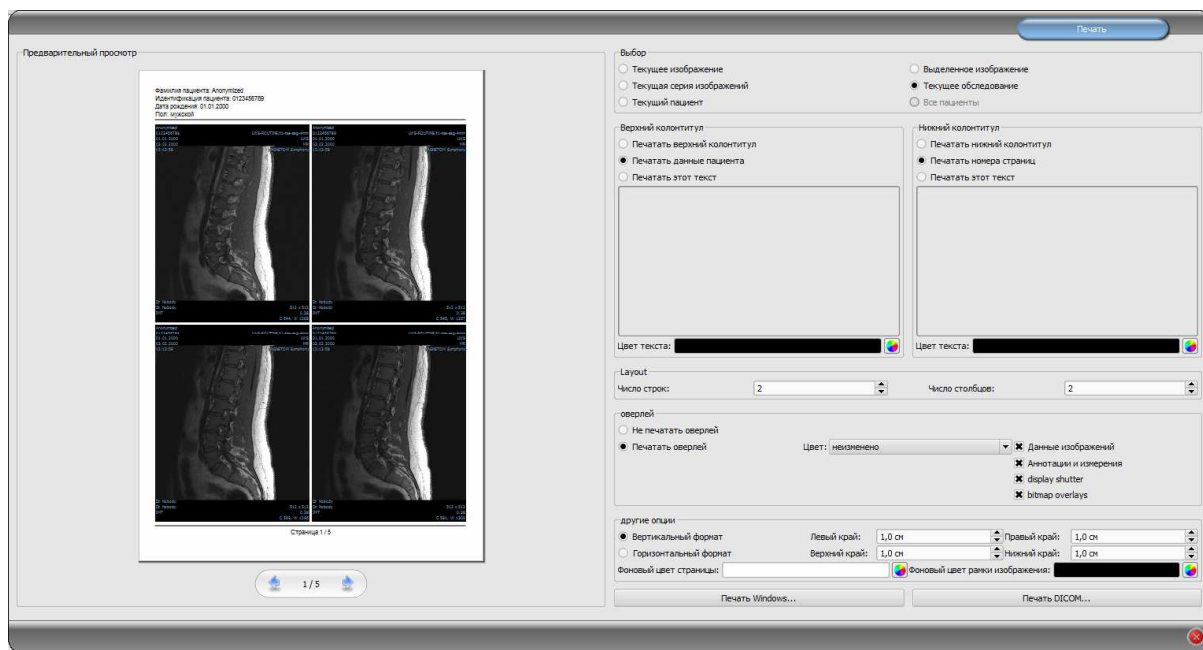 Печать
Предварительный просмотр
Фамилия пациента: Anonymized
Идентификация пациента: 0123456789
Дата рождения: 01.01.2000
Пол: мужской
Страница 1 / 5
1 / 5
Выбор
Текущее изображение
Выделенное изображение
Текущая серия изображений
Текущее обследование
Текущий пациент
Все пациенты
Верхний колонтитул
Печатать верхний колонтитул
Печатать данные пациента
Печатать этот текст
Цвет текста:
Нижний колонтитул
Печатать нижний колонтитул
Печатать номера страниц
Печатать этот текст
Цвет текста:
Layout
Число строк: 2 Число столбцов: 2
оверлей
Не печатать оверлей
Печатать оверлей Цвет: неизменено Данные изображений
Аннотации и измерения
display shutter
bitmap overlays
другие опции
Вертикальный формат Левый край: 1,0 см Правый край: 1,0 см
Горизонтальный формат Верхний край: 1,0 см Нижний край: 1,0 см
Фоновый цвет страницы: Фоновый цвет рамки изображения:
Печать Windows... Печать DICOM...